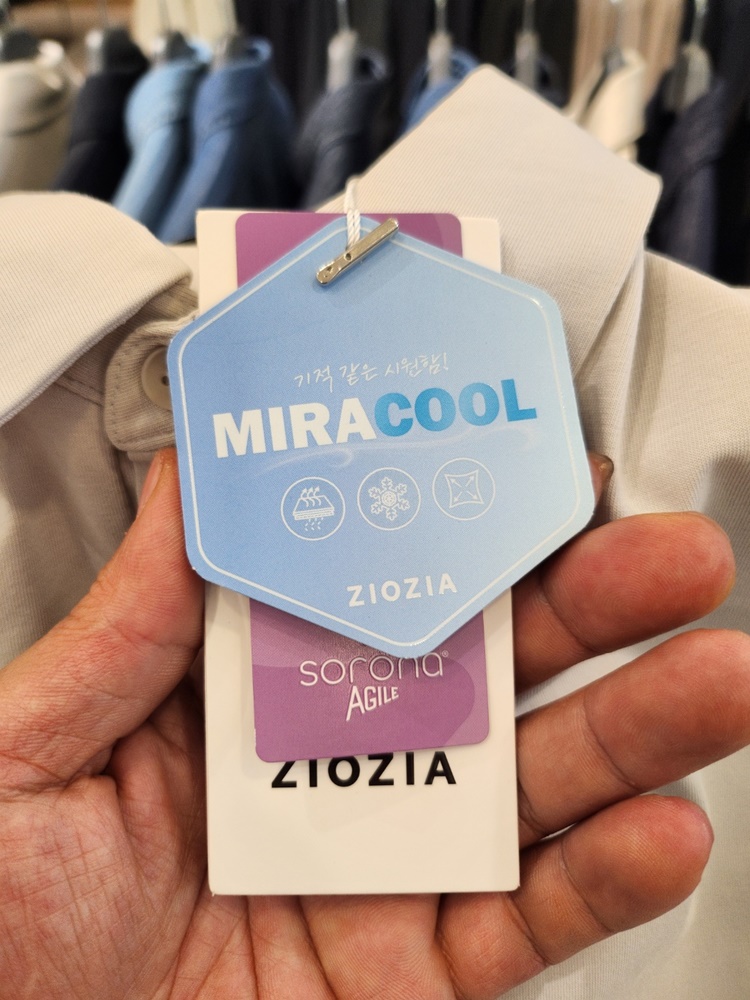 기적 같은 시원함!
MIRACOOL
ZIOZIA
sorona®
AGILE
ZIOZIA